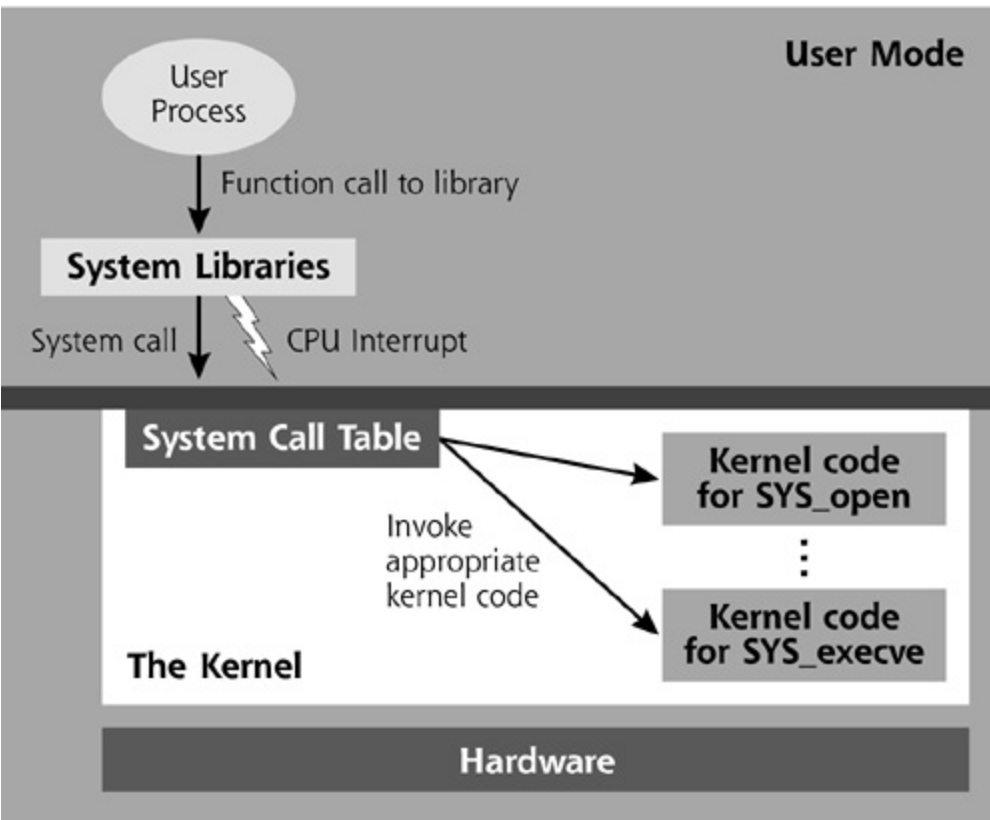 User Mode
User
Process
Function call to library
System Libraries
System call
CPU Interrupt
System Call Table
Kernel code
for SYS_open
Invoke
appropriate
kernel code
Kernel code
for SYS_execve
The Kernel
Hardware